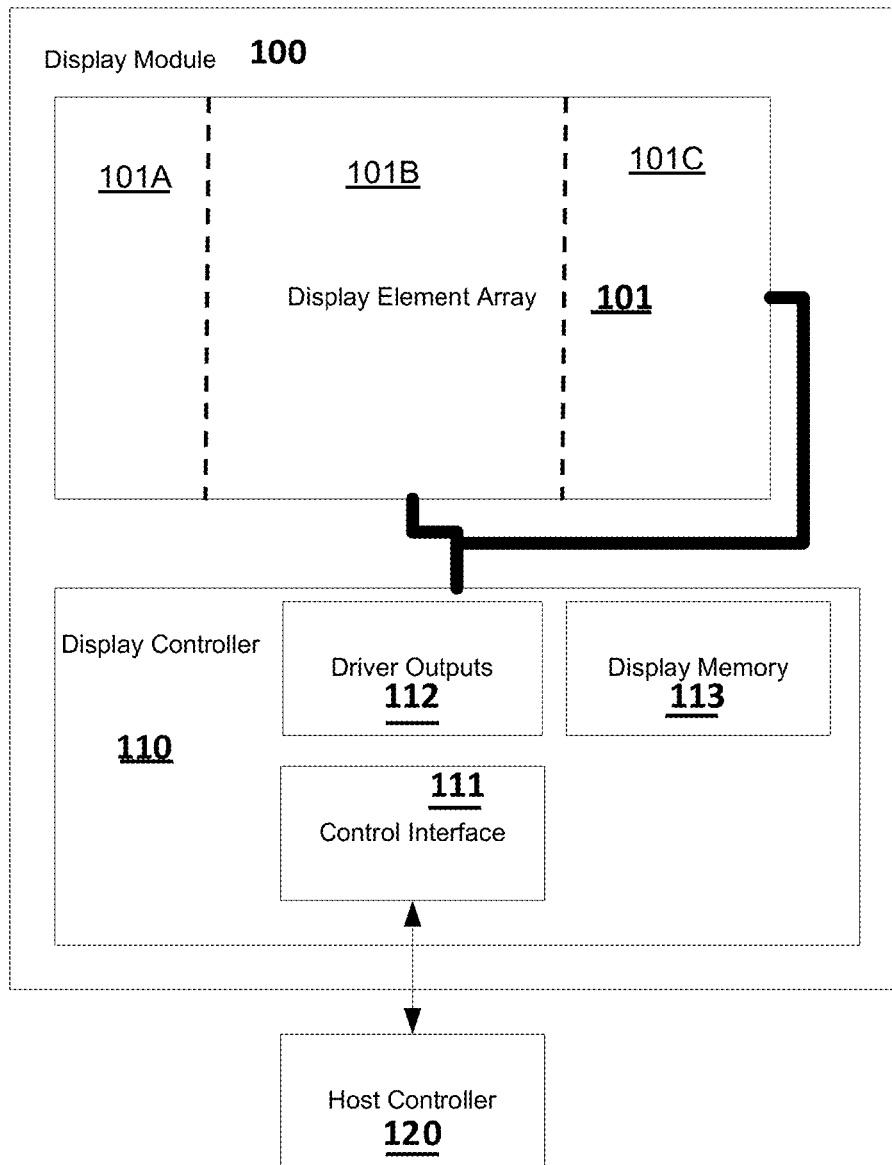 Display Module 100
101A 101B 101C
Display Element Array 101
Display Controller
110
Driver Outputs
112
Display Memory
113
111
Control Interface
Host Controller
120